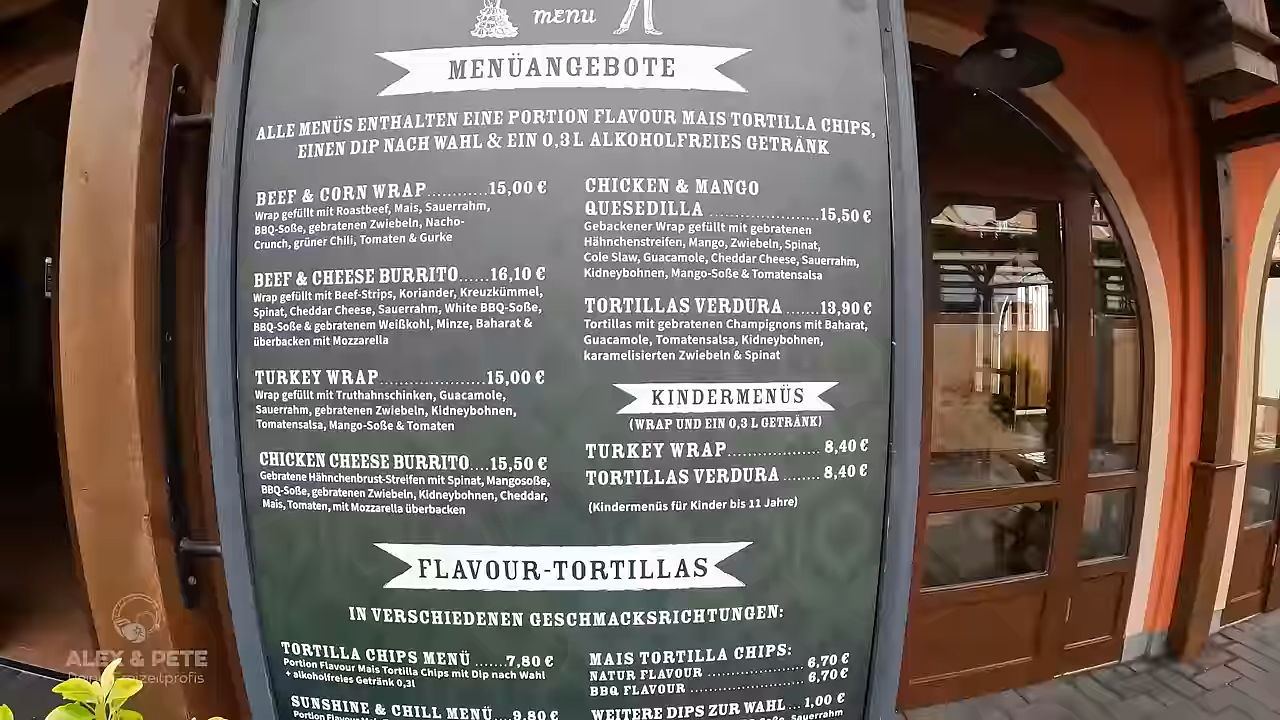 menu
MENÜANGEBOTE
ALLE MENÜS ENTHALTEN EINE PORTION FLAVOUR MAIS TORTILLA CHIPS,
EINEN DIP NACH WAHL & EIN 0,3 L ALKOHOLFREIES GETRÄNK
BEEF & CORN WRAP............15,00 €
Wrap gefüllt mit Roastbeef, Mais, Sauerrahm,
BBQ-Soße, gebratenen Zwiebeln, Nacho-
Crunch, grüner Chili, Tomaten & Gurke
BEEF & CHEESE BURRITO......16,10 €
Wrap gefüllt mit Beef-Strips, Koriander, Kreuzkümmel,
Spinat, Cheddar Cheese, Sauerrahm, White BBQ-Soße,
BBQ-Soße & gebratenem Weißkohl, Minze, Baharat &
überbacken mit Mozzarella
TURKEY WRAP......................15,00 €
Wrap gefüllt mit Truthahnschinken, Guacamole,
Sauerrahm, gebratenen Zwiebeln, Kidneybohnen,
Tomatensalsa, Mango-Soße & Tomaten
CHICKEN CHEESE BURRITO....15,50 €
Gebratene Hähnchenbrust-Streifen mit Spinat, Mangosoße,
BBQ-Soße, gebratenen Zwiebeln, Kidneybohnen, Cheddar,
Mais, Tomaten, mit Mozzarella überbacken
CHICKEN & MANGO
QUESEDILLA ......................15,50 €
Gebackener Wrap gefüllt mit gebratenen
Hähnchenstreifen, Mango, Zwiebeln, Spinat,
Cole Slaw, Guacamole, Cheddar Cheese, Sauerrahm,
Kidneybohnen, Mango-Soße & Tomatensalsa
TORTILLAS VERDURA .......13,90 €
Tortillas mit gebratenen Champignons mit Baharat,
Guacamole, Tomatensalsa, Kidneybohnen,
karamelisierten Zwiebeln & Spinat
KINDERMENÜS
(WRAP UND EIN 0,3 L GETRÄNK)
TURKEY WRAP................... 8,40 €
TORTILLAS VERDURA ........ 8,40 €
(Kindermenüs für Kinder bis 11 Jahre)
FLAVOUR-TORTILLAS
IN VERSCHIEDENEN GESCHMACKSRICHTUNGEN:
TORTILLA CHIPS MENÜ .......7,80 €
Portion Flavour Mais Tortilla Chips mit Dip nach Wahl
+ alkoholfreies Getränk 0,3l
SUNSHINE & CHILL MENÜ....9,80 €
Portion Flavour Mais
MAIS TORTILLA CHIPS:
NATUR FLAVOUR .................... 6,70 €
BBQ FLAVOUR ...................... 6,70 €
WEITERE DIPS ZUR WAHL ... 1,00 €
Soße, Sauerrahm
ALEX & PETE
Deine Freizeitprofis